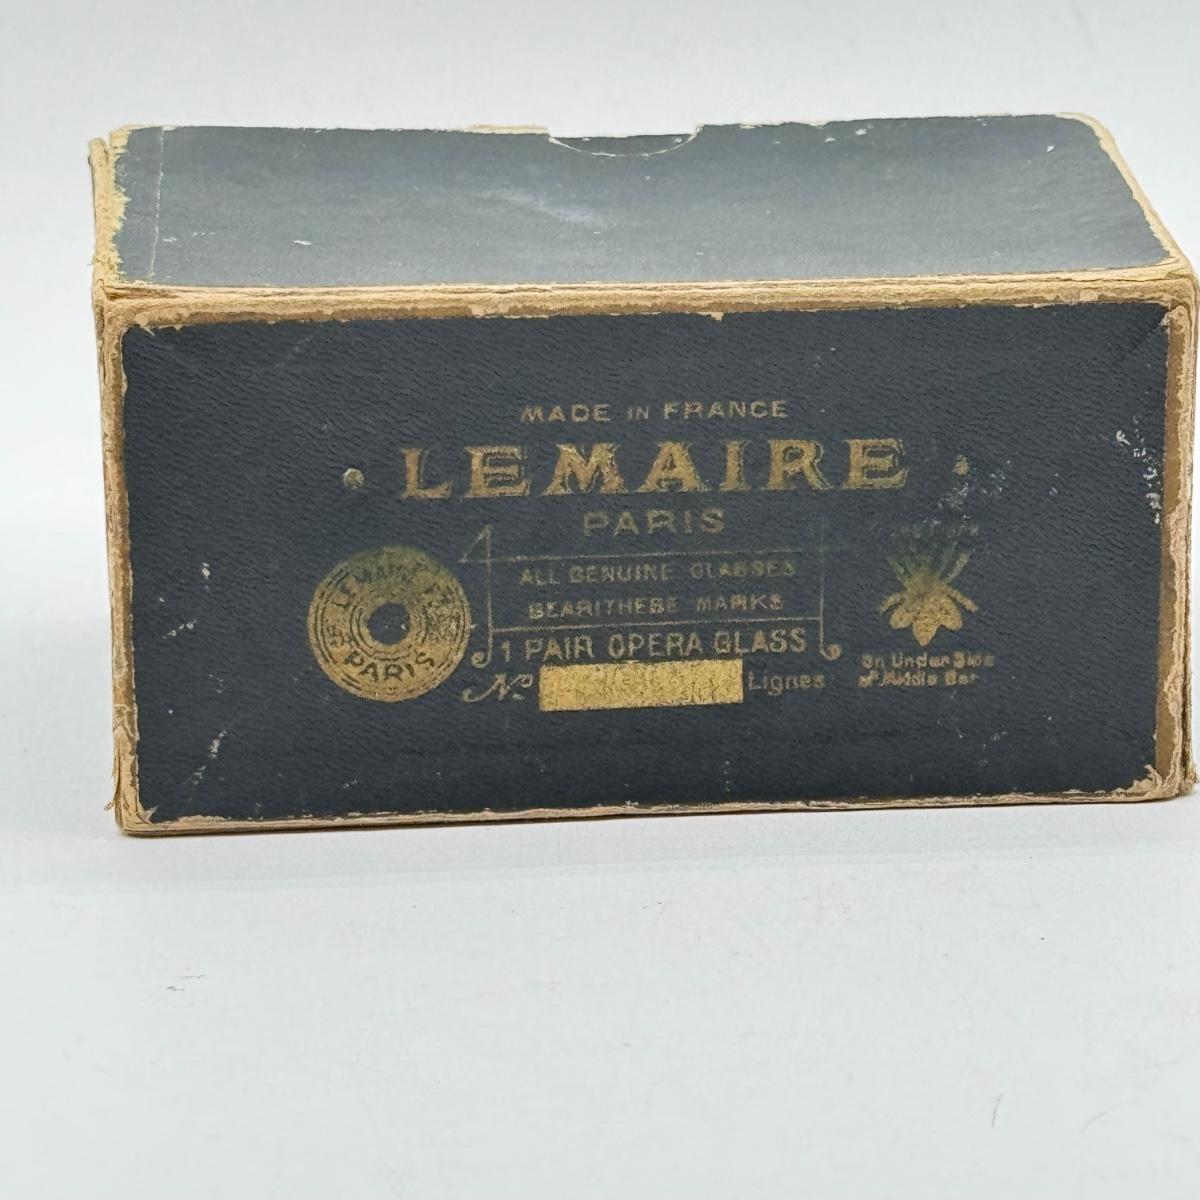 MADE IN FRANCE
LEMAIRE
PARIS
ALL GENUINE GLASSES
BEAR THESE MARKS
1 PAIR OPERA GLASS
No Lignes
LEMAIRE
PARIS
On Under Side
of Middle Bar